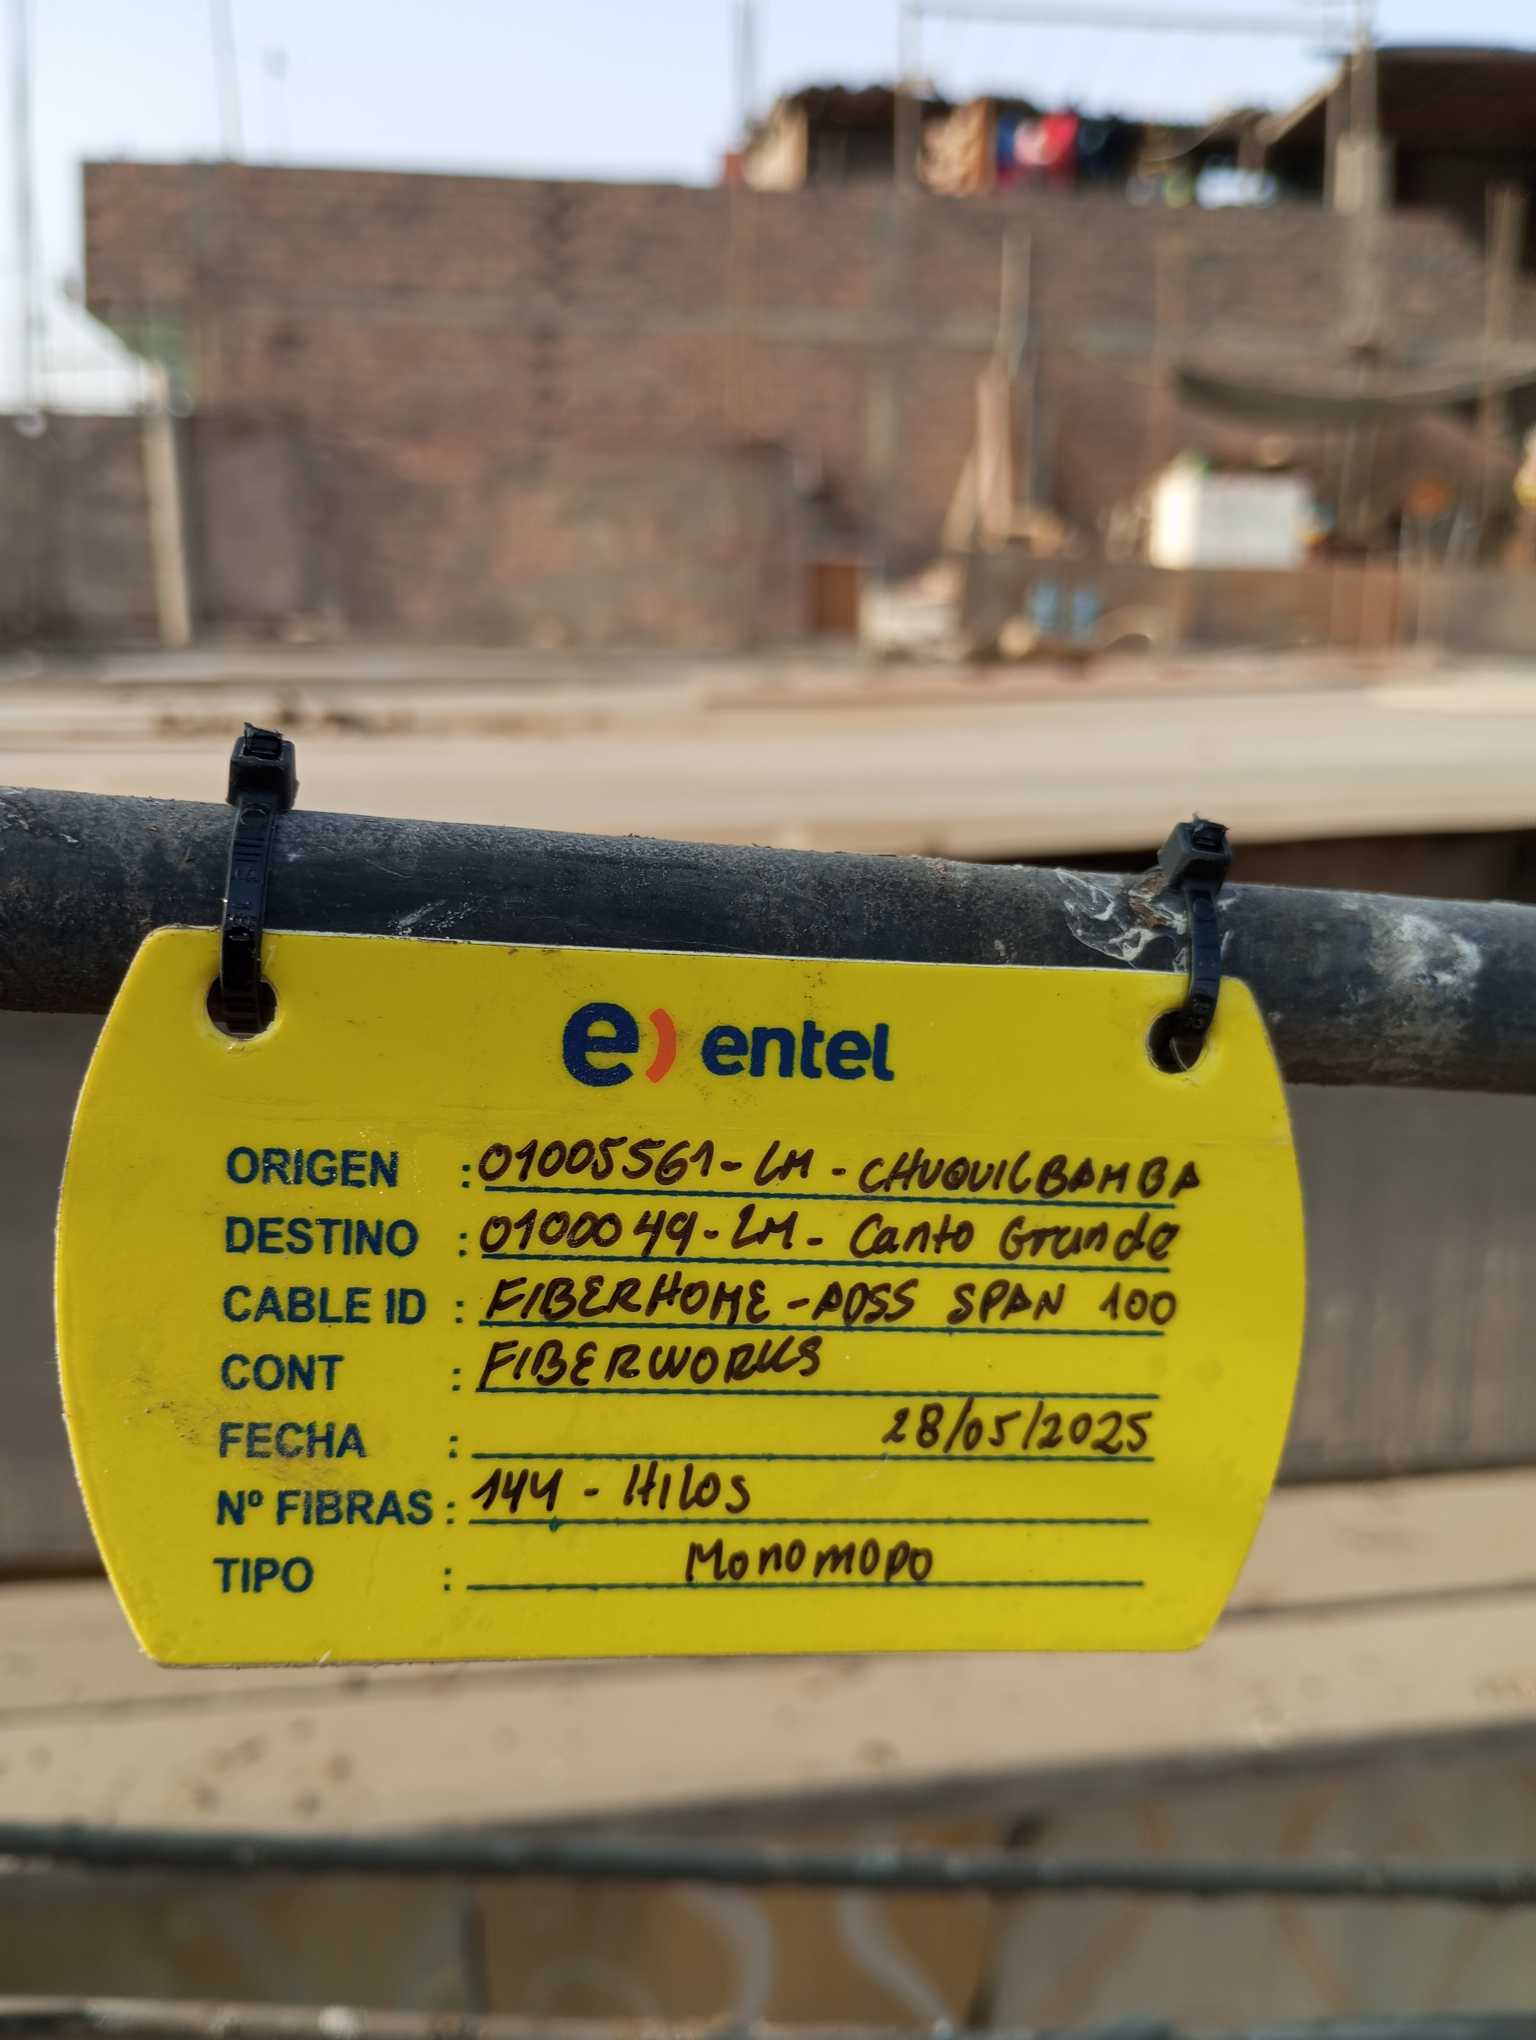 e) entel
ORIGEN : 01005561-LM-CHUQUILBAMBA
DESTINO : 0100049-LM-Canto Grande
CABLE ID : FIBERHOME-ADSS SPAN 100
CONT : FIBERWORKS
FECHA : 28/05/2025
Nº FIBRAS : 144 - Hilos
TIPO : MONOMODO